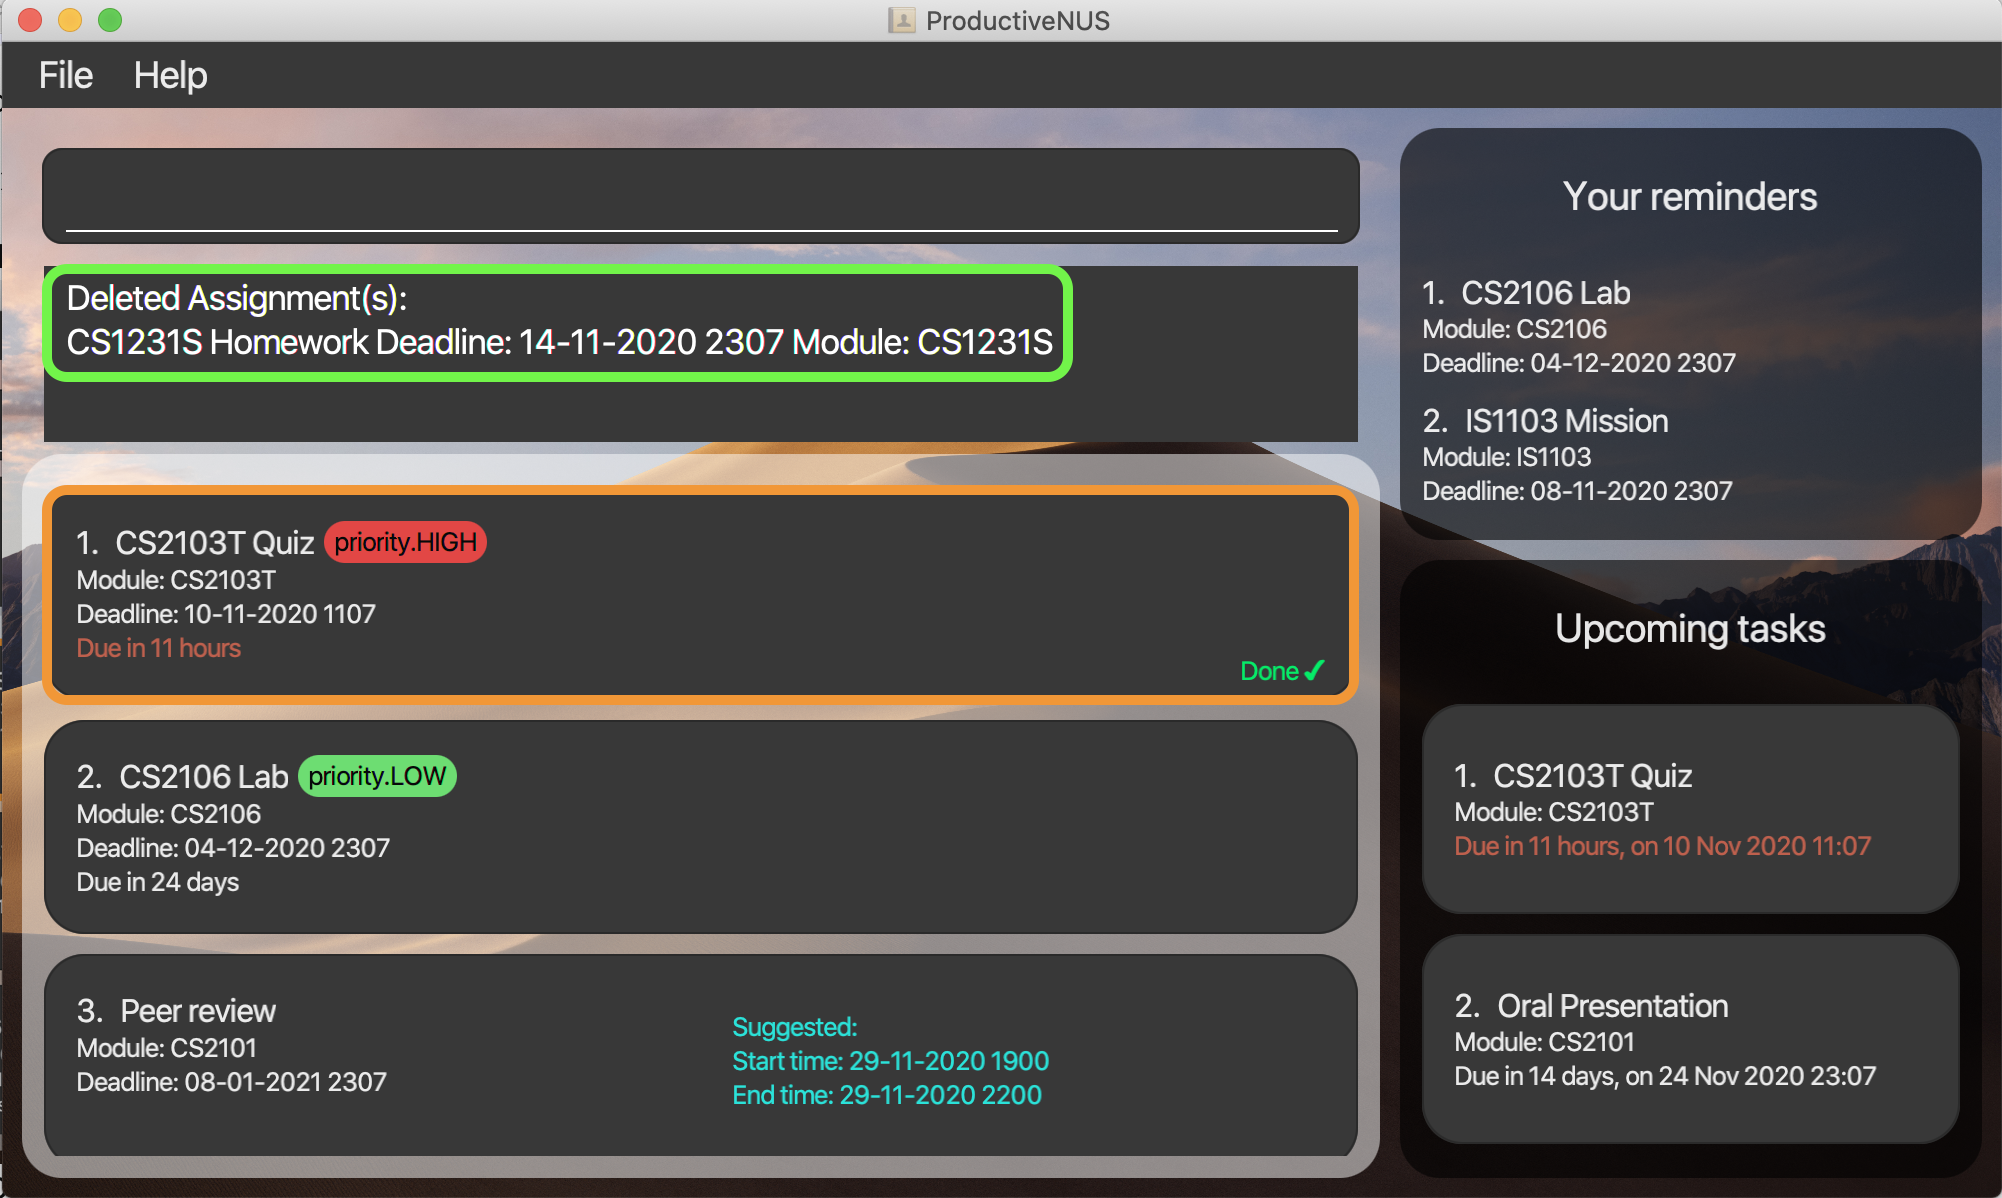 ProductiveNUS
File Help
Deleted Assignment(s):
CS1231S Homework Deadline: 14-11-2020 2307 Module: CS1231S
1. CS2103T Quiz priority.HIGH
Module: CS2103T
Deadline: 10-11-2020 1107
Due in 11 hours
Done ✓
2. CS2106 Lab priority.LOW
Module: CS2106
Deadline: 04-12-2020 2307
Due in 24 days
3. Peer review
Module: CS2101
Deadline: 08-01-2021 2307
Suggested:
Start time: 29-11-2020 1900
End time: 29-11-2020 2200
Your reminders
1. CS2106 Lab
Module: CS2106
Deadline: 04-12-2020 2307
2. IS1103 Mission
Module: IS1103
Deadline: 08-11-2020 2307
Upcoming tasks
1. CS2103T Quiz
Module: CS2103T
Due in 11 hours, on 10 Nov 2020 11:07
2. Oral Presentation
Module: CS2101
Due in 14 days, on 24 Nov 2020 23:07